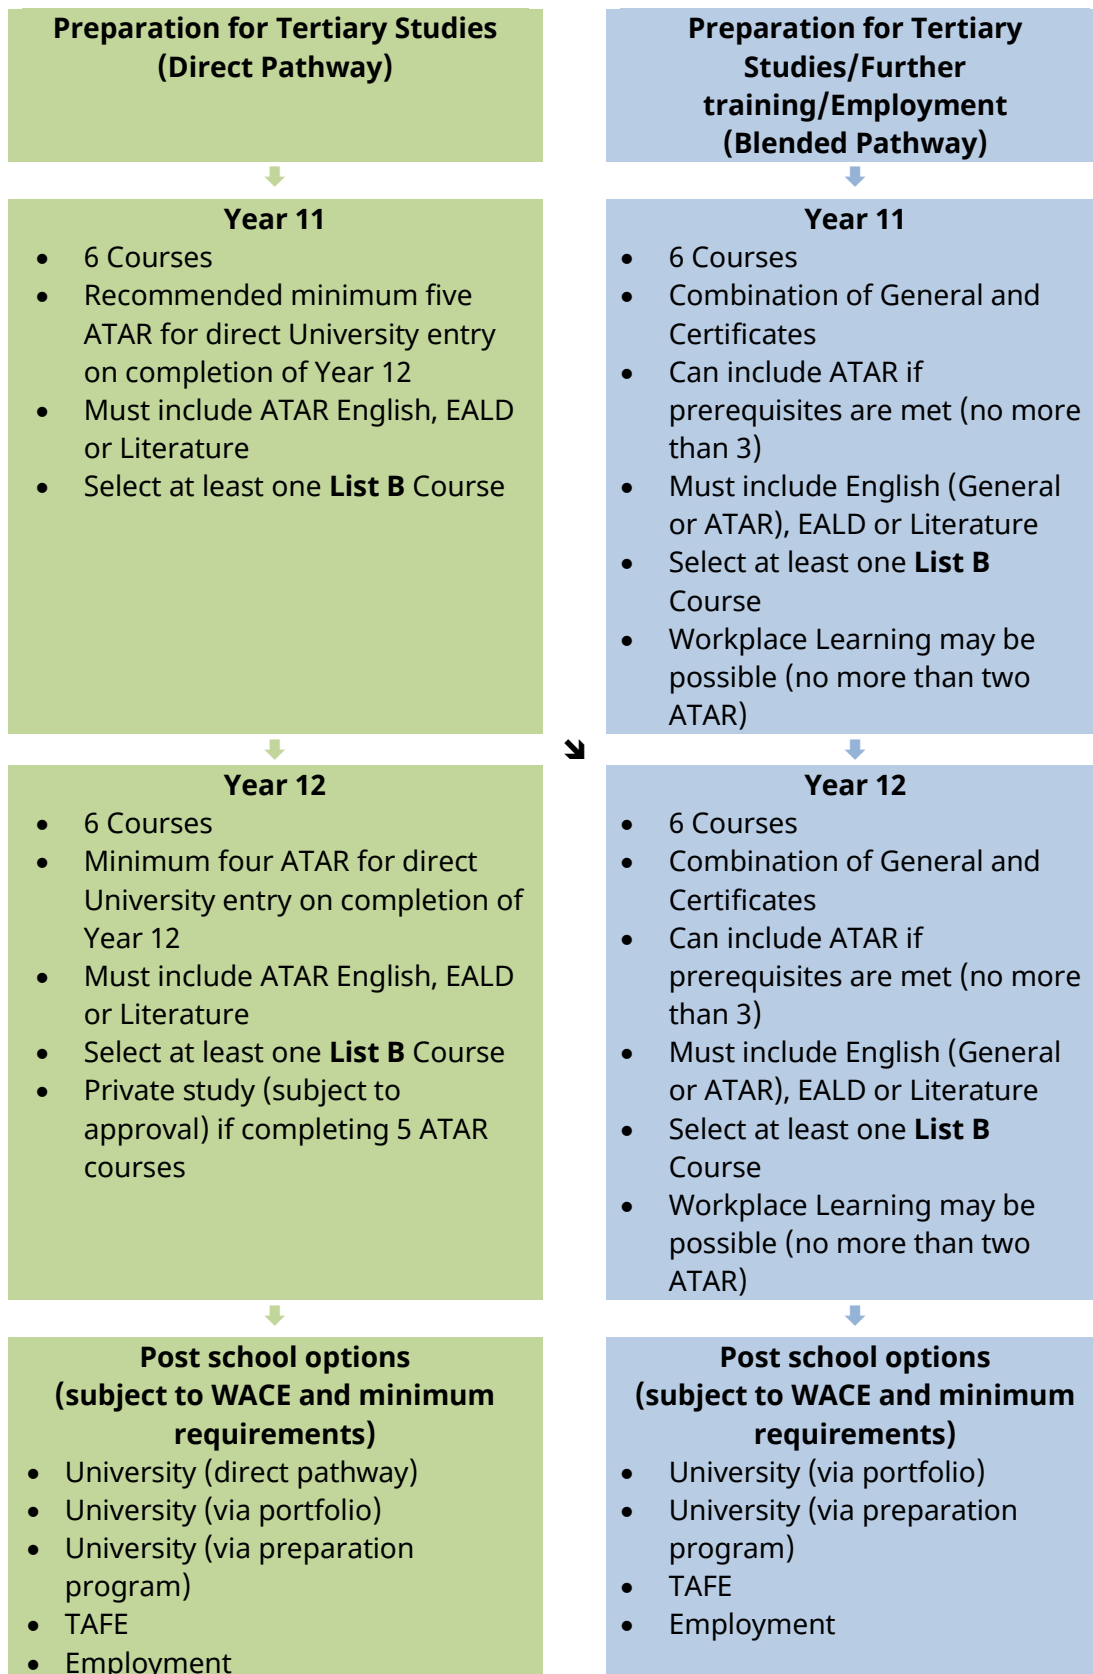 Preparation for Tertiary Studies
(Direct Pathway)
Preparation for Tertiary
Studies/Further
training/Employment
(Blended Pathway)
Year 11
• 6 Courses
• Recommended minimum five
ATAR for direct University entry
on completion of Year 12
• Must include ATAR English, EALD
or Literature
• Select at least one List B Course
Year 11
• 6 Courses
• Combination of General and
Certificates
• Can include ATAR if
prerequisites are met (no more
than 3)
• Must include English (General
or ATAR), EALD or Literature
• Select at least one List B
Course
• Workplace Learning may be
possible (no more than two
ATAR)
Year 12
• 6 Courses
• Minimum four ATAR for direct
University entry on completion of
Year 12
• Must include ATAR English, EALD
or Literature
• Select at least one List B Course
• Private study (subject to
approval) if completing 5 ATAR
courses
Year 12
• 6 Courses
• Combination of General and
Certificates
• Can include ATAR if
prerequisites are met (no more
than 3)
• Must include English (General
or ATAR), EALD or Literature
• Select at least one List B
Course
• Workplace Learning may be
possible (no more than two
ATAR)
Post school options
(subject to WACE and minimum
requirements)
• University (direct pathway)
• University (via portfolio)
• University (via preparation
program)
• TAFE
• Employment
Post school options
(subject to WACE and minimum
requirements)
• University (via portfolio)
• University (via preparation
program)
• TAFE
• Employment